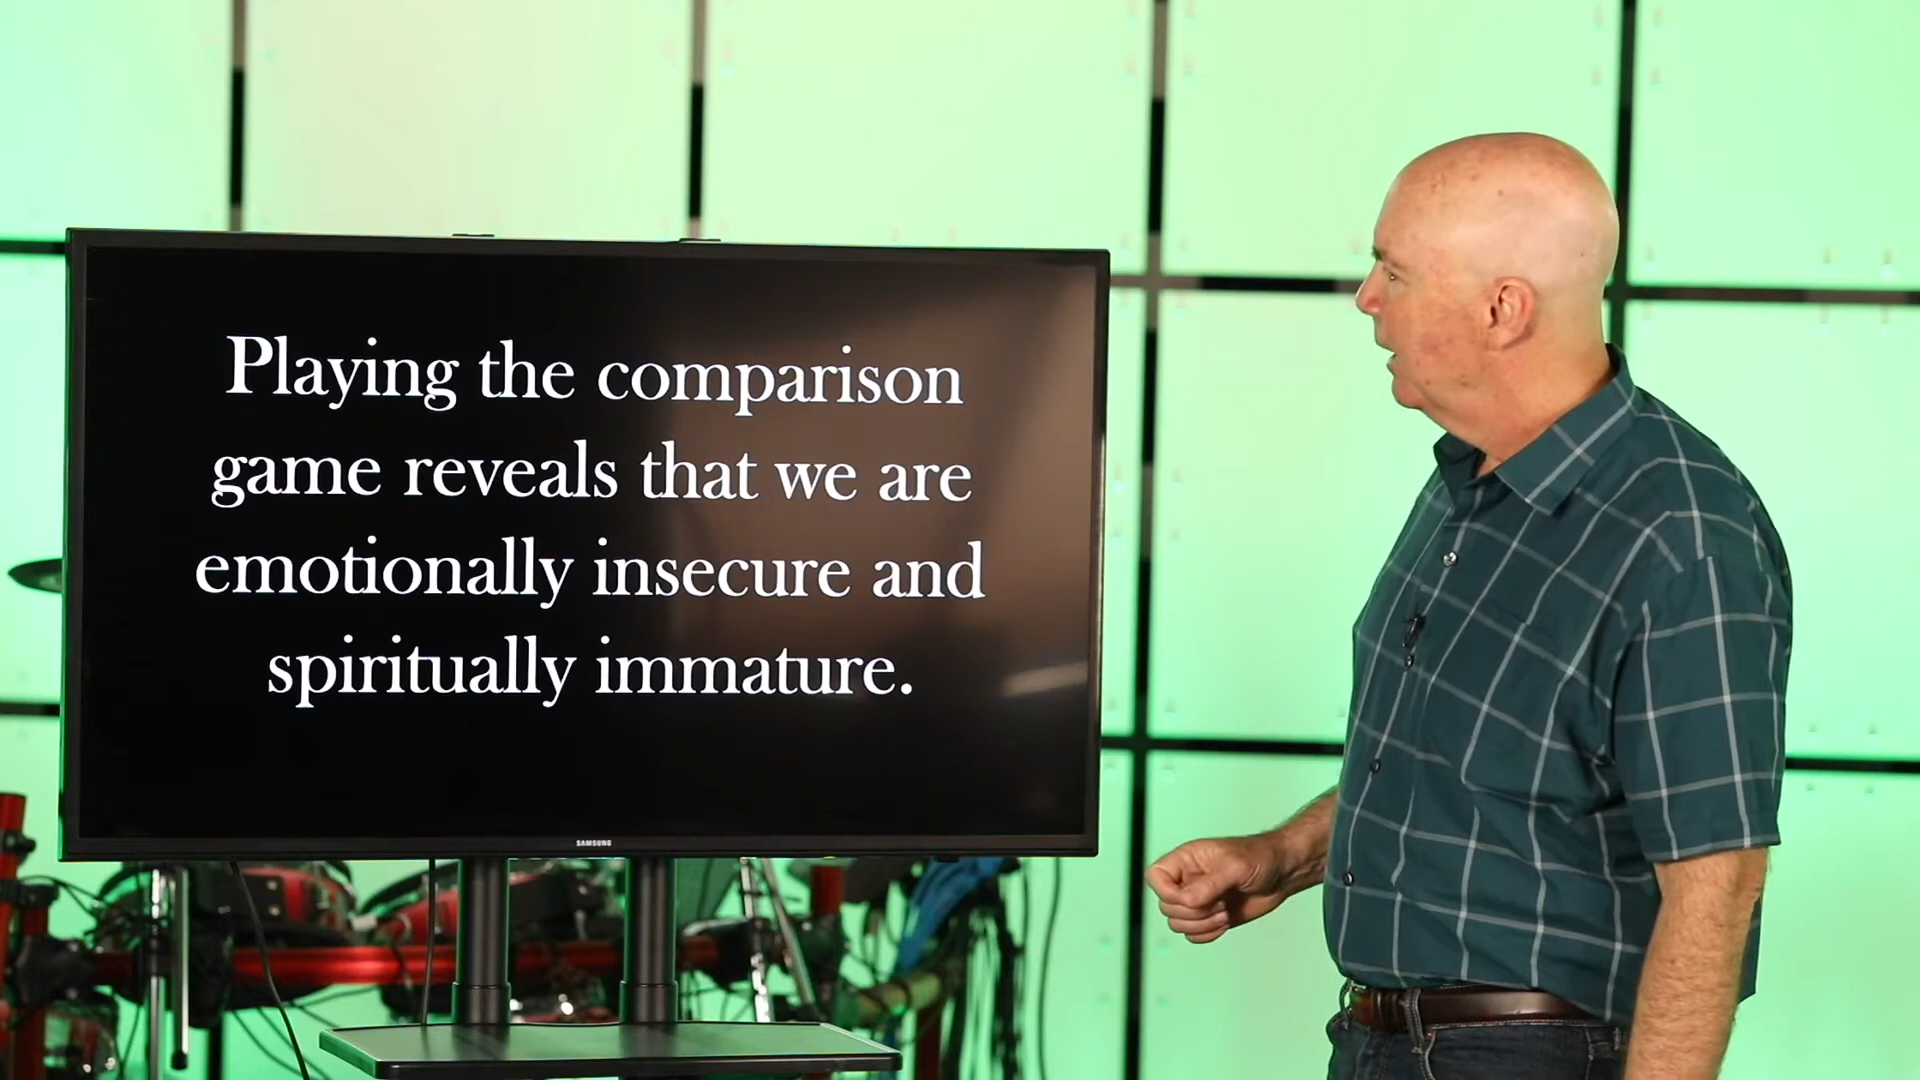 Playing the comparison
game reveals that we are
emotionally insecure and
spiritually immature.
SAMSUNG